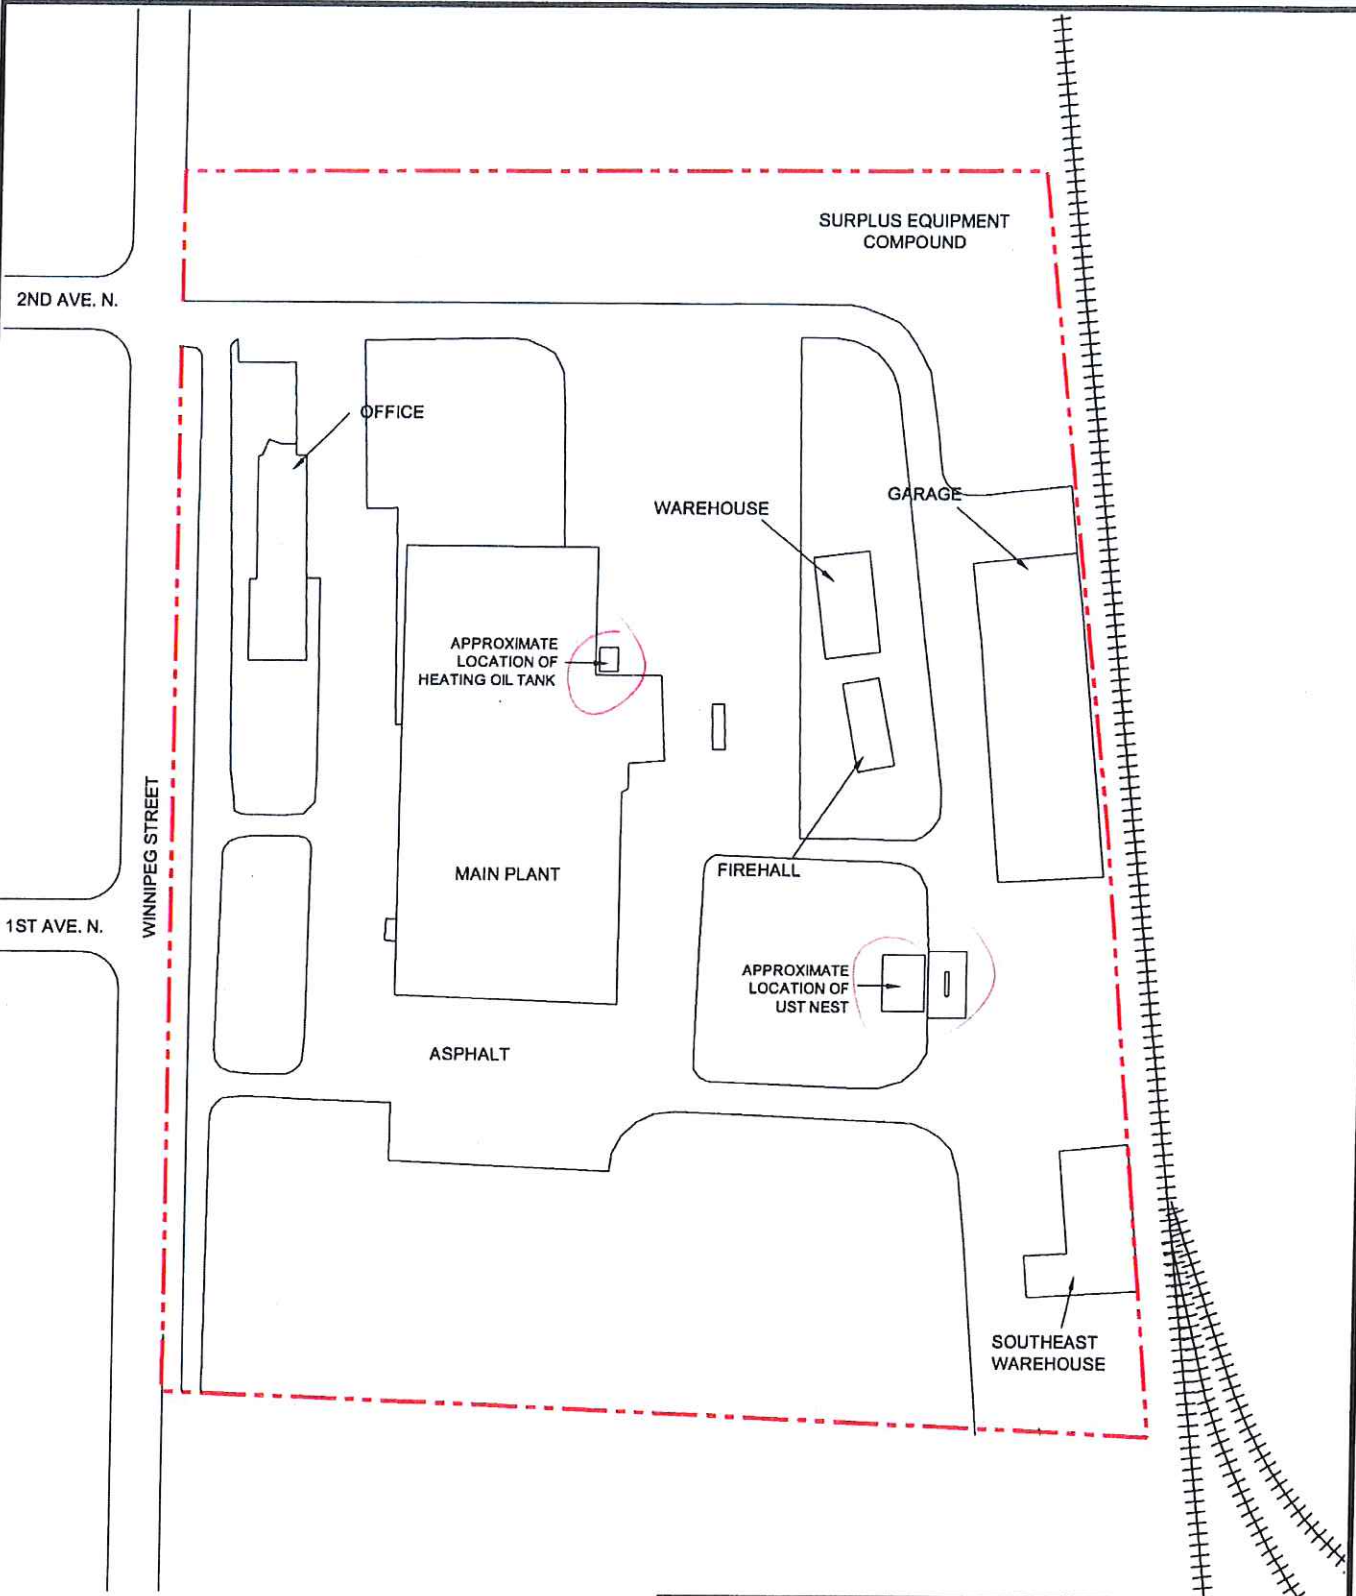 SURPLUS EQUIPMENT
COMPOUND
2ND AVE. N.
OFFICE
WAREHOUSE
GARAGE
APPROXIMATE
LOCATION OF
HEATING OIL TANK
WINNIPEG STREET
MAIN PLANT
FIREHALL
1ST AVE. N.
APPROXIMATE
LOCATION OF
UST NEST
ASPHALT
SOUTHEAST
WAREHOUSE